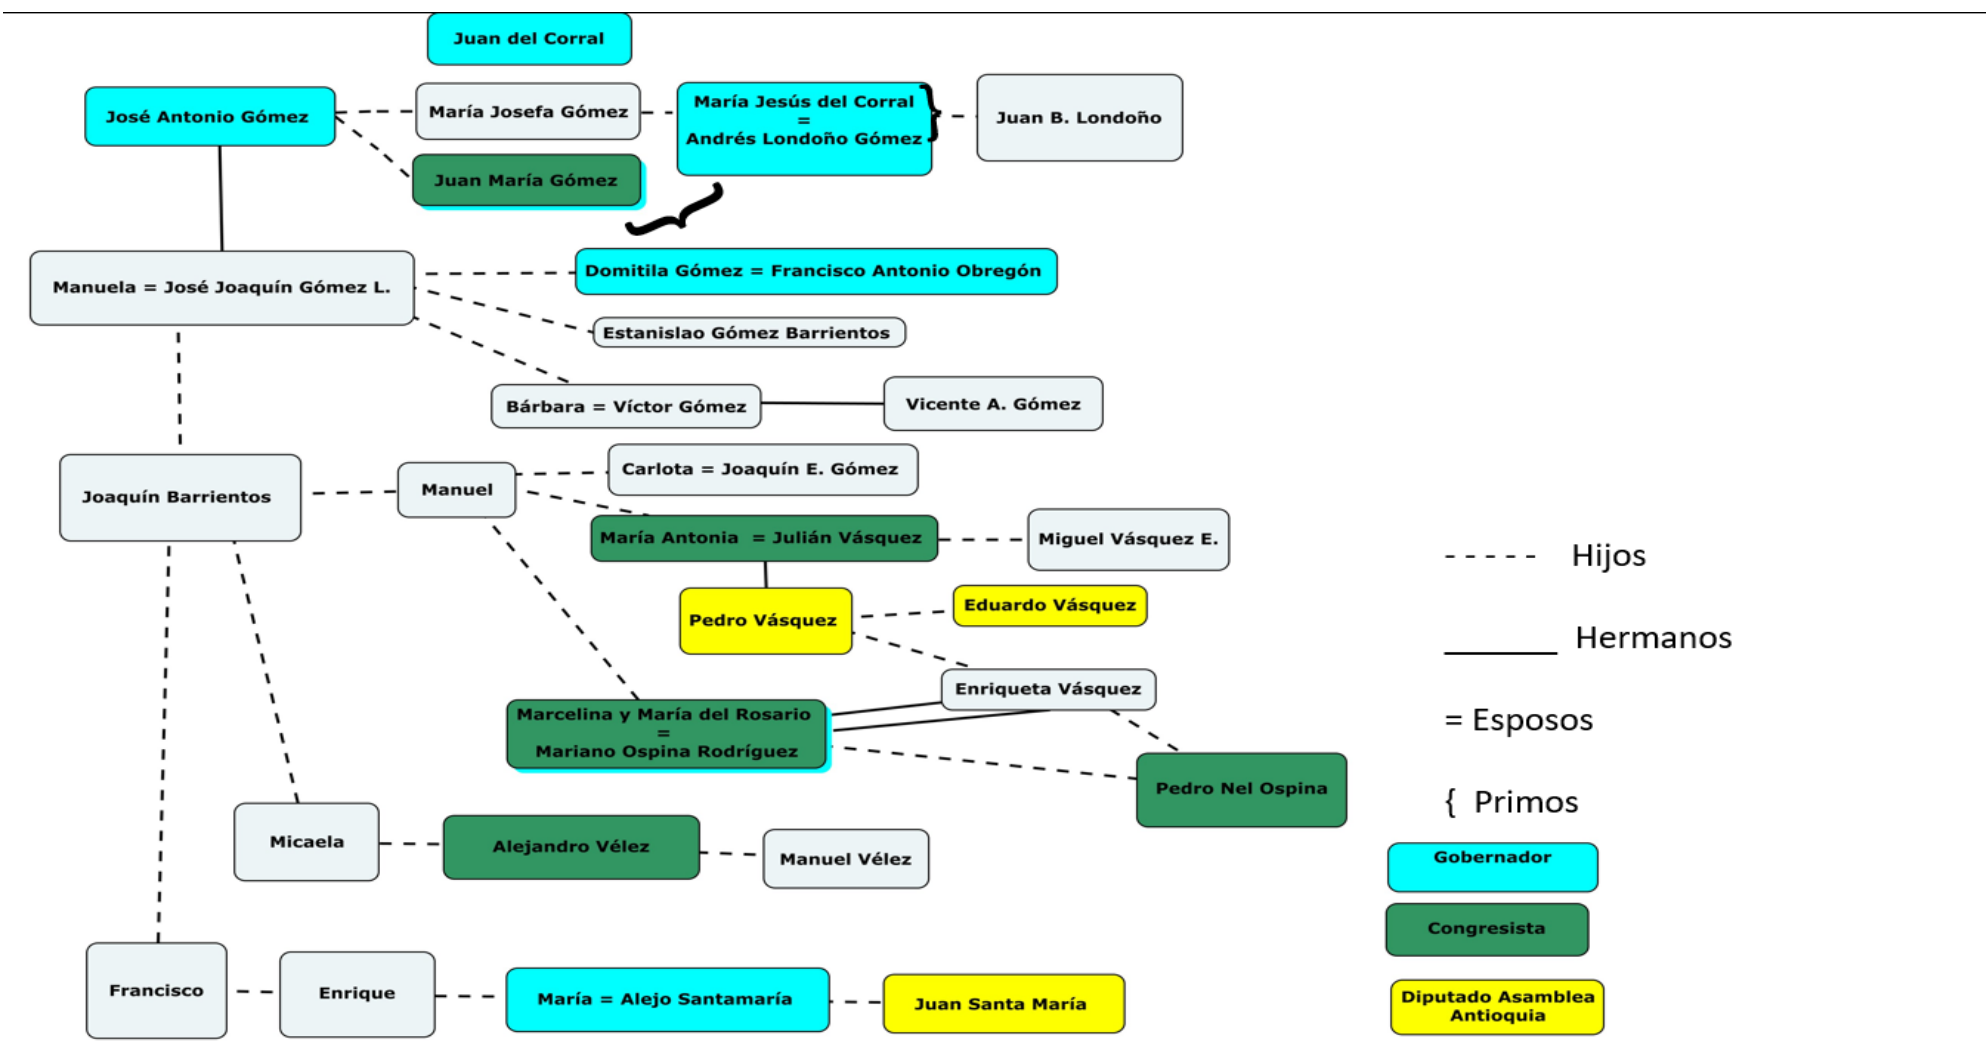 Juan del Corral
José Antonio Gómez
María Josefa Gómez
María Jesús del Corral
=
Andrés Londoño Gómez
}
Juan B. Londoño
Juan María Gómez
{
Manuela = José Joaquín Gómez L.
Domitila Gómez = Francisco Antonio Obregón
Estanislao Gómez Barrientos
Bárbara = Víctor Gómez
Vicente A. Gómez
Joaquín Barrientos
Manuel
Carlota = Joaquín E. Gómez
María Antonia = Julián Vásquez
Miguel Vásquez E.
Pedro Vásquez
Eduardo Vásquez
Enriqueta Vásquez
Marcelina y María del Rosario
=
Mariano Ospina Rodríguez
Pedro Nel Ospina
Micaela
Alejandro Vélez
Manuel Vélez
Francisco
Enrique
María = Alejo Santamaría
Juan Santa María
Hijos
Hermanos
= Esposos
{ Primos
Gobernador
Congresista
Diputado Asamblea
Antioquia